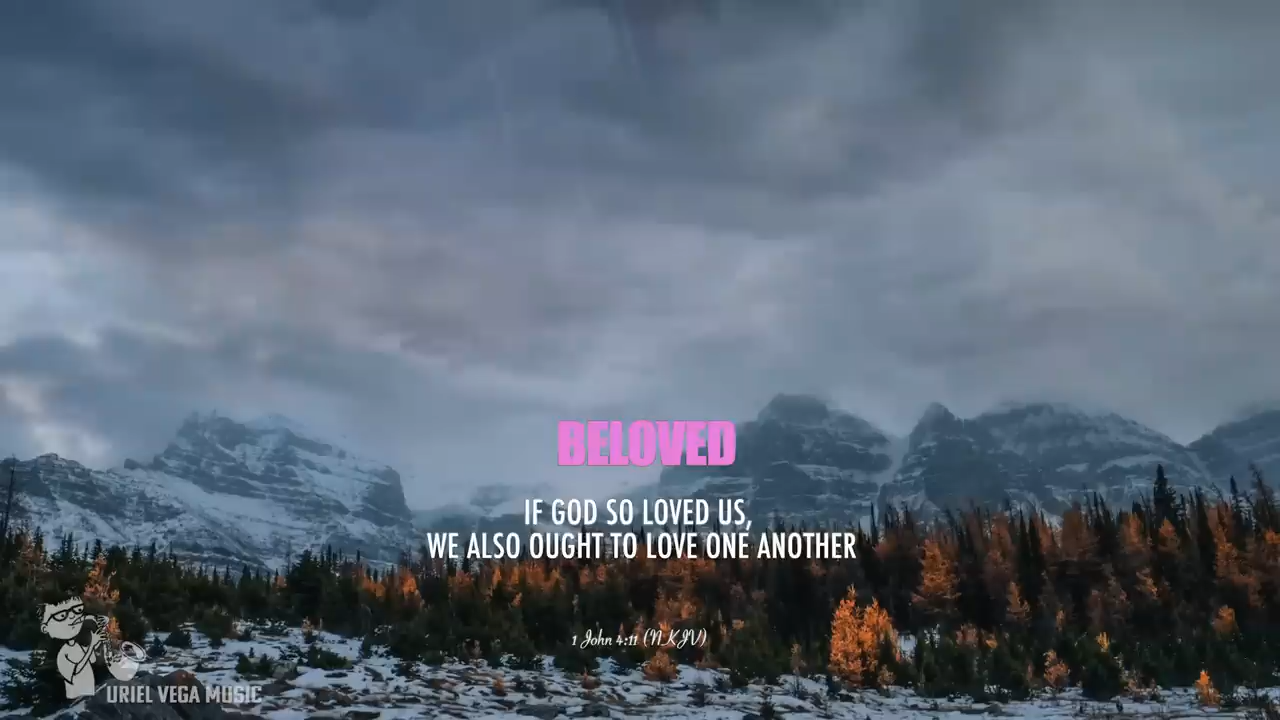 BELOVED
IF GOD SO LOVED US,
WE ALSO OUGHT TO LOVE ONE ANOTHER
1 John 4:11 (NKJV)
URIEL VEGA MUSIC